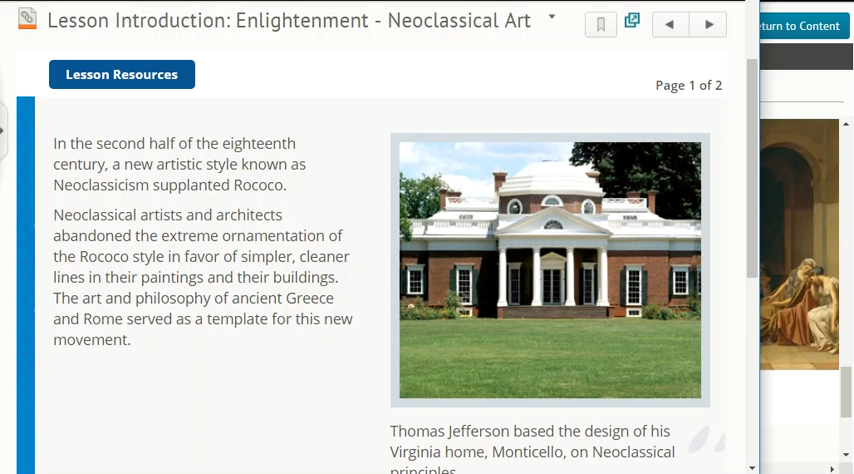 Lesson Introduction: Enlightenment - Neoclassical Art
eturn to Content
Lesson Resources
Page 1 of 2
In the second half of the eighteenth
century, a new artistic style known as
Neoclassicism supplanted Rococo.
Neoclassical artists and architects
abandoned the extreme ornamentation of
the Rococo style in favor of simpler, cleaner
lines in their paintings and their buildings.
The art and philosophy of ancient Greece
and Rome served as a template for this new
movement.
Thomas Jefferson based the design of his
Virginia home, Monticello, on Neoclassical
principles